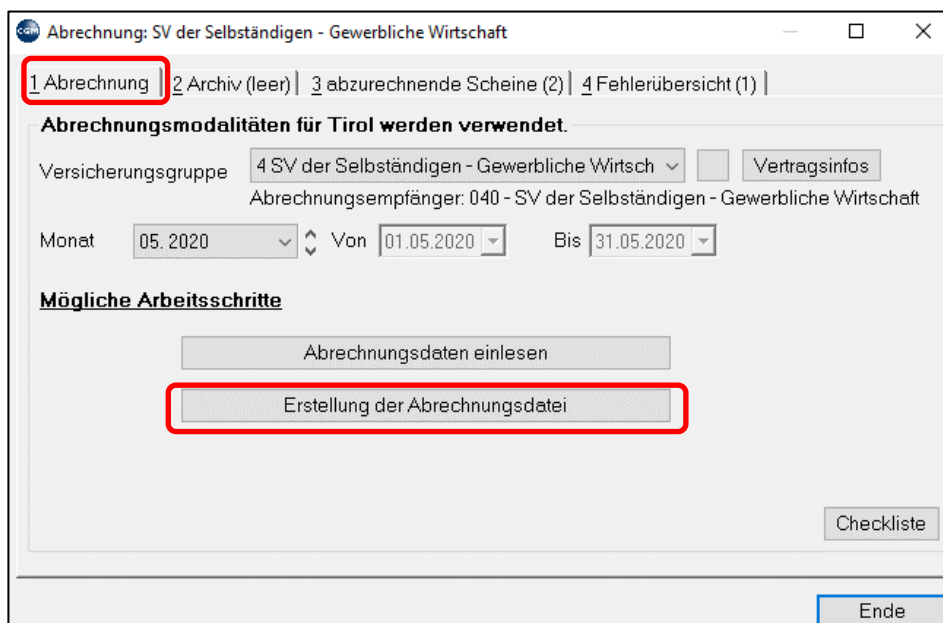 CGM Abrechnung: SV der Selbständigen - Gewerbliche Wirtschaft
1 Abrechnung 2 Archiv (leer) 3 abzurechnende Scheine (2) 4 Fehlerübersicht (1)
Abrechnungsmodalitäten für Tirol werden verwendet.
Versicherungsgruppe 4 SV der Selbständigen - Gewerbliche Wirtsch Vertragsinfos
Abrechnungsempfänger: 040 - SV der Selbständigen - Gewerbliche Wirtschaft
Monat 05. 2020 Von 01.05.2020 Bis 31.05.2020
Mögliche Arbeitsschritte
Abrechnungsdaten einlesen
Erstellung der Abrechnungsdatei
Checkliste
Ende